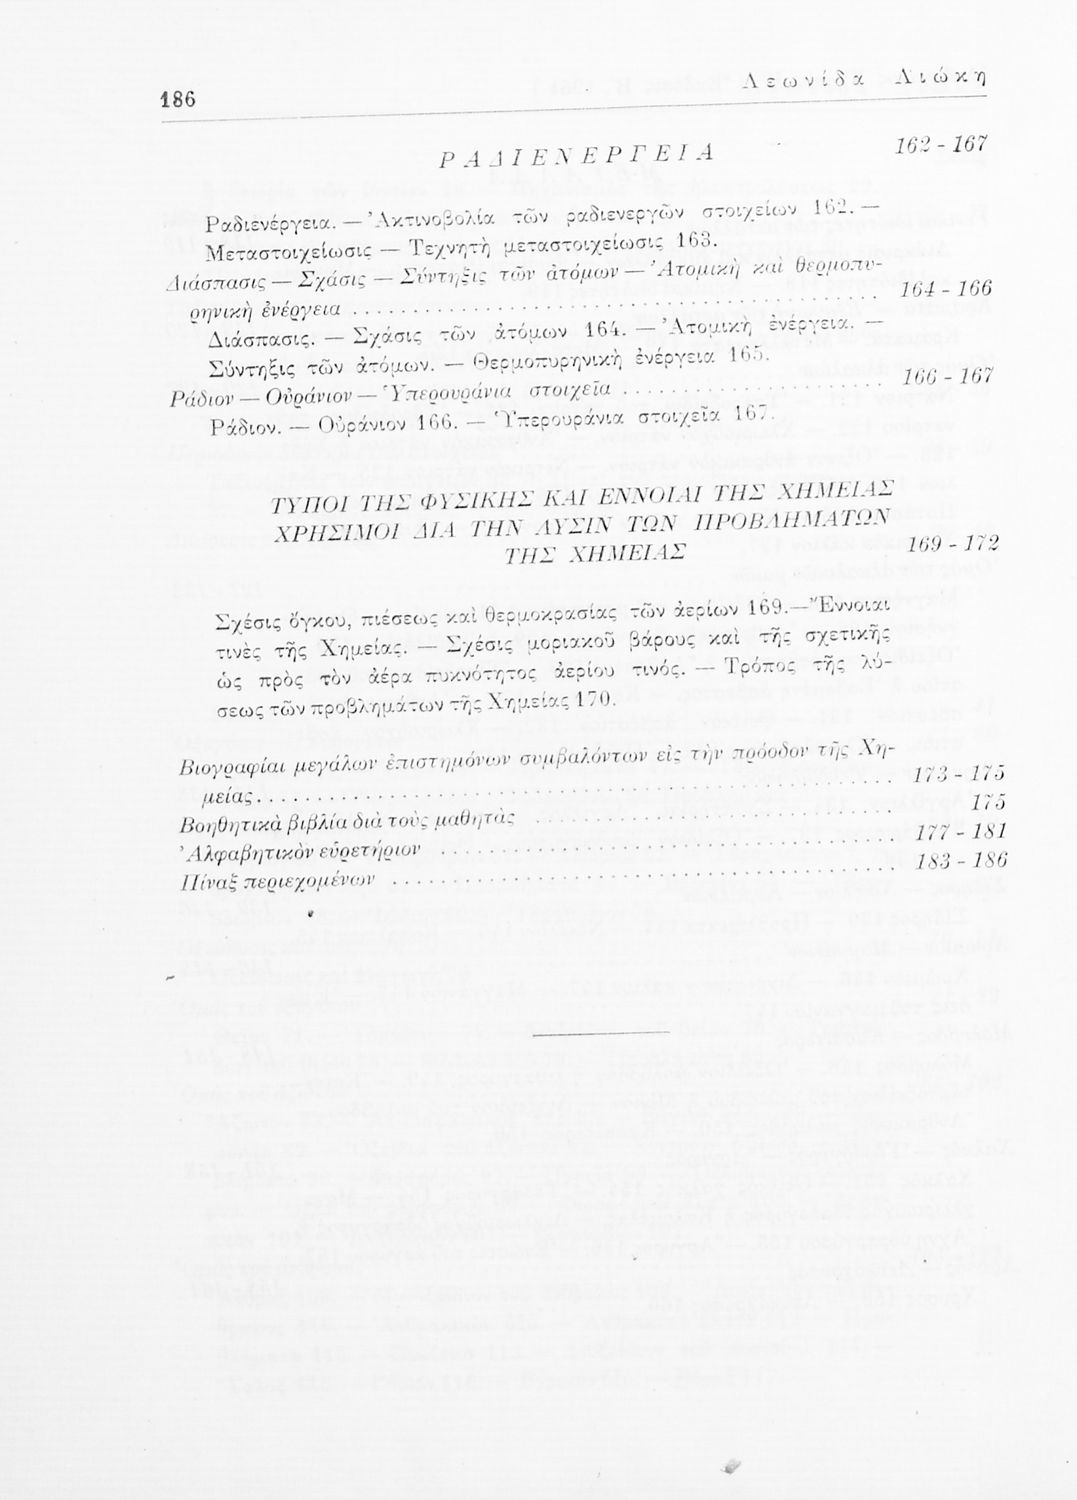 186
Λεωνίδα Λιώκη
ΡΑΔΙΕΝΕΡΓΕΙΑ 162 - 167
Ραδιενέργεια. — Ἀκτινοβολία τῶν ραδιενεργῶν στοιχείων 162. —
Μεταστοιχείωσις — Τεχνητὴ μεταστοιχείωσις 163.
Διάσπασις — Σχάσις — Σύντηξις τῶν ἀτόμων — Ἀτομικὴ καὶ θερμοπυ-
ρηνικὴ ἐνέργεια . . . . . . . . . . . . . . . . . . . . 164 - 166
Διάσπασις. — Σχάσις τῶν ἀτόμων 164. — Ἀτομικὴ ἐνέργεια. —
Σύντηξις τῶν ἀτόμων. — Θερμοπυρηνικὴ ἐνέργεια 165.
Ράδιον — Οὐράνιον — Ὑπερουράνια στοιχεῖα . . . . . . . . . . 166 - 167
Ράδιον. — Οὐράνιον 166. — Ὑπερουράνια στοιχεῖα 167.
ΤΥΠΟΙ ΤΗΣ ΦΥΣΙΚΗΣ ΚΑΙ ΕΝΝΟΙΑΙ ΤΗΣ ΧΗΜΕΙΑΣ
ΧΡΗΣΙΜΟΙ ΔΙΑ ΤΗΝ ΛΥΣΙΝ ΤΩΝ ΠΡΟΒΛΗΜΑΤΩΝ
ΤΗΣ ΧΗΜΕΙΑΣ 169 - 172
Σχέσις ὄγκου, πιέσεως καὶ θερμοκρασίας τῶν ἀερίων 169.—Ἔννοιαι
τινὲς τῆς Χημείας. — Σχέσις μοριακοῦ βάρους καὶ τῆς σχετικῆς
ὡς πρὸς τὸν ἀέρα πυκνότητος ἀερίου τινός. — Τρόπος τῆς λύ-
σεως τῶν προβλημάτων τῆς Χημείας 170.
Βιογραφίαι μεγάλων ἐπιστημόνων συμβαλόντων εἰς τὴν πρόοδον τῆς Χη-
μείας . . . . . . . . . . . . . . . . . . . . 173 - 175
Βοηθητικὰ βιβλία διὰ τοὺς μαθητὰς . . . . . . . . . . 175
Ἀλφαβητικὸν εὑρετήριον . . . . . . . . . . 177 - 181
Πίναξ περιεχομένων . . . . . . . . . . 183 - 186